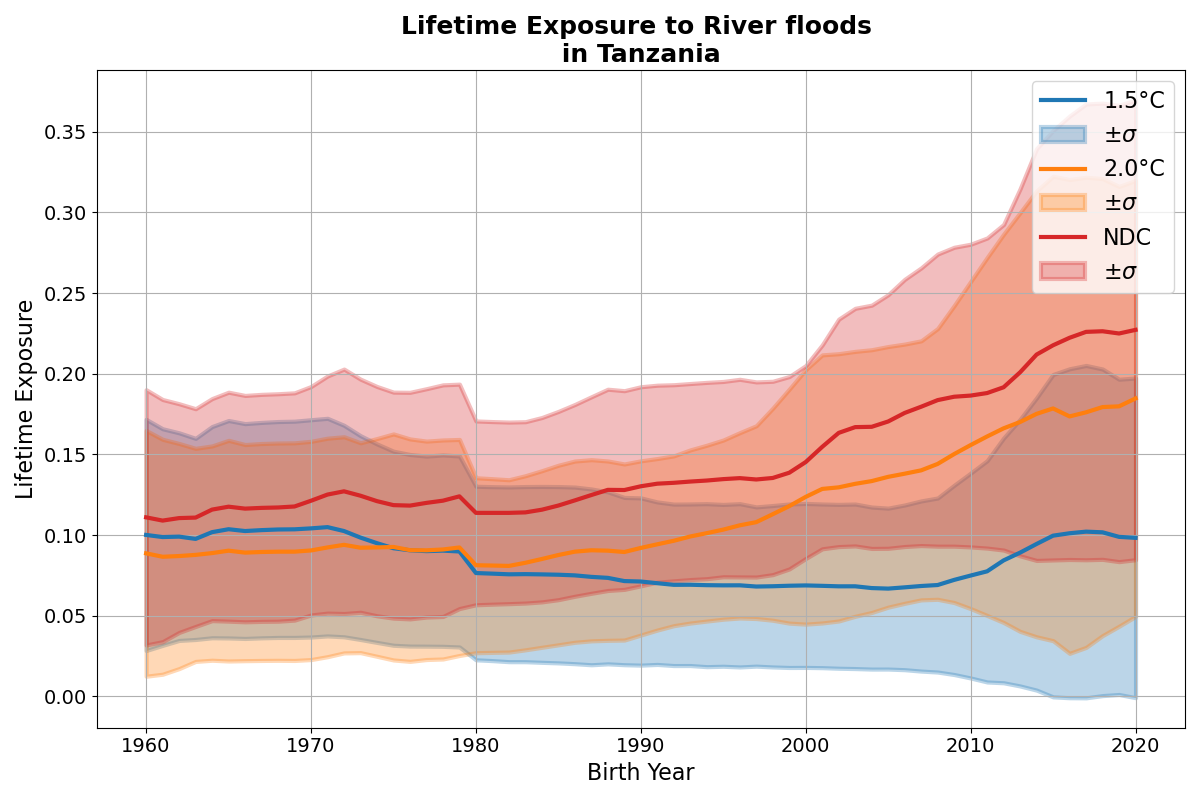 Lifetime Exposure to River floods
in Tanzania
Lifetime Exposure
0.35
0.30
0.25
0.20
0.15
0.10
0.05
0.00
1960 1970 1980 1990 2000 2010 2020
Birth Year
1.5°C
±σ
2.0°C
±σ
NDC
±σ